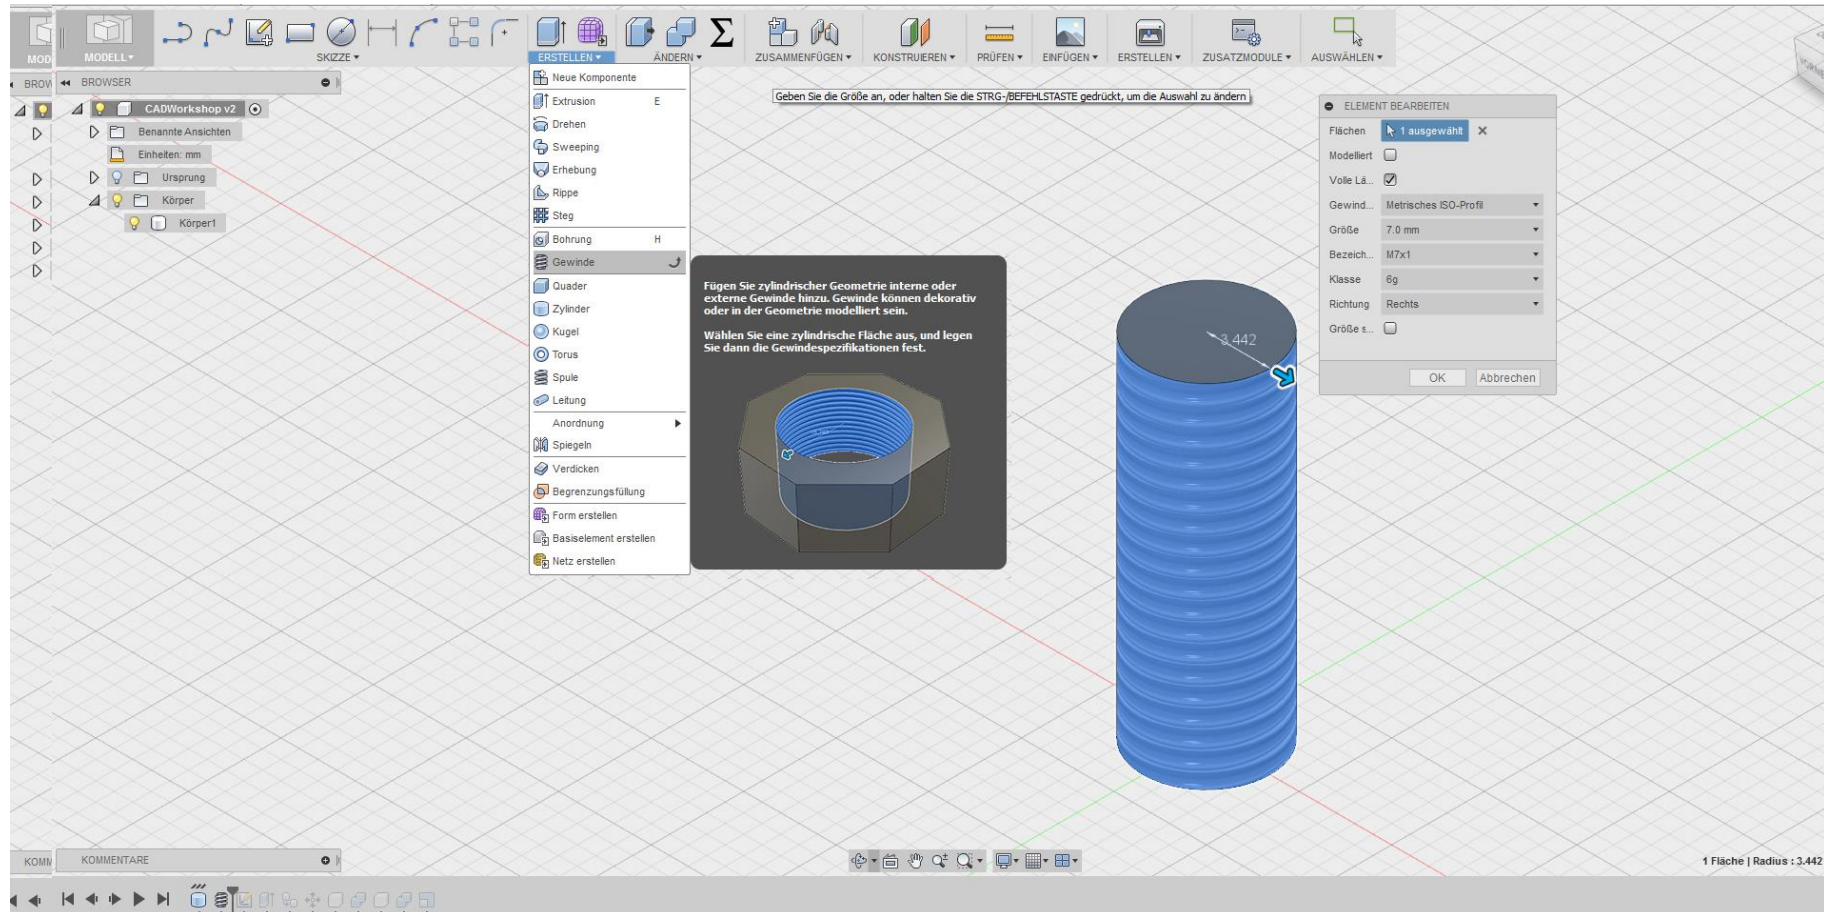 MOD
MODELL
SKIZZE
ERSTELLEN
ÄNDERN
ZUSAMMENFÜGEN
KONSTRUIEREN
PRÜFEN
EINFÜGEN
ERSTELLEN
ZUSATZMODULE
AUSWÄHLEN
BROW
BROWSER
CADWorkshop v2
Benannte Ansichten
Einheiten: mm
Ursprung
Körper
Körper1
Neue Komponente
Extrusion E
Drehen
Sweeping
Erhebung
Rippe
Steg
Bohrung H
Gewinde
Quader
Zylinder
Kugel
Torus
Spule
Leitung
Anordnung
Spiegeln
Verdicken
Begrenzungsfüllung
Form erstellen
Basiselement erstellen
Netz erstellen
Fügen Sie zylindrischer Geometrie interne oder
externe Gewinde hinzu. Gewinde können dekorativ
oder in der Geometrie modelliert sein.
Wählen Sie eine zylindrische Fläche aus, und legen
Sie dann die Gewindespezifikationen fest.
Geben Sie die Größe an, oder halten Sie die STRG-/BEFEHLSTASTE gedrückt, um die Auswahl zu ändern
3.442
ELEMENT BEARBEITEN
Flächen 1 ausgewählt
Modelliert
Volle Lä...
Gewind... Metrisches ISO-Profil
Größe 7.0 mm
Bezeich... M7x1
Klasse 6g
Richtung Rechts
Größe s...
OK Abbrechen
KOMM
KOMMENTARE
1 Fläche | Radius : 3.442